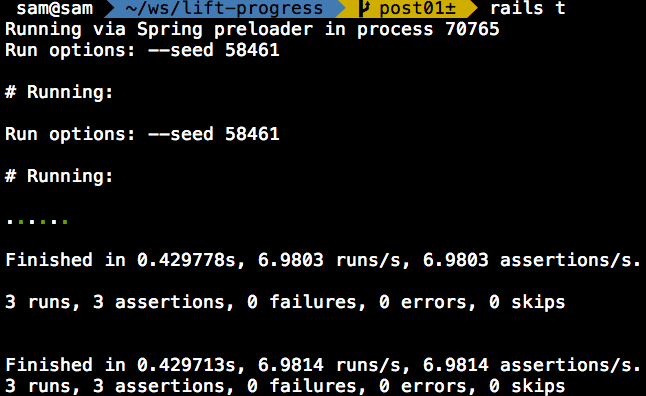 sam@sam ~/ws/lift-progress post01± rails t
Running via Spring preloader in process 70765
Run options: --seed 58461
# Running:
Run options: --seed 58461
# Running:
......
Finished in 0.429778s, 6.9803 runs/s, 6.9803 assertions/s.
3 runs, 3 assertions, 0 failures, 0 errors, 0 skips
Finished in 0.429713s, 6.9814 runs/s, 6.9814 assertions/s.
3 runs, 3 assertions, 0 failures, 0 errors, 0 skips